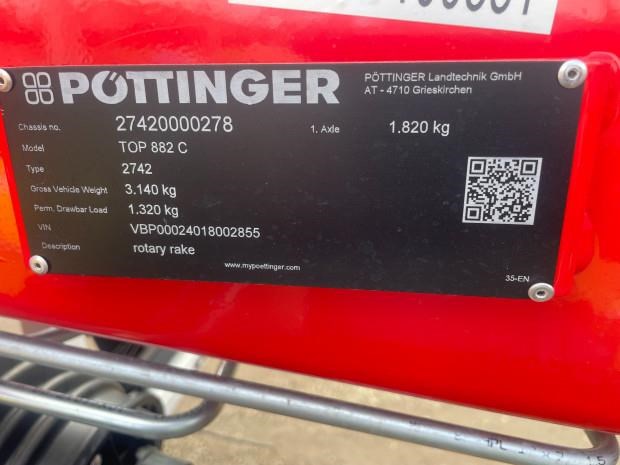 PÖTTINGER
PÖTTINGER Landtechnik GmbH
AT - 4710 Grieskirchen
Chassis no. 27420000278 1. Axle 1.820 kg
Model TOP 882 C
Type 2742
Gross Vehicle Weight 3.140 kg
Perm. Drawbar Load 1.320 kg
VIN VBP00024018002855
Description rotary rake
www.mypoettinger.com
35-EN